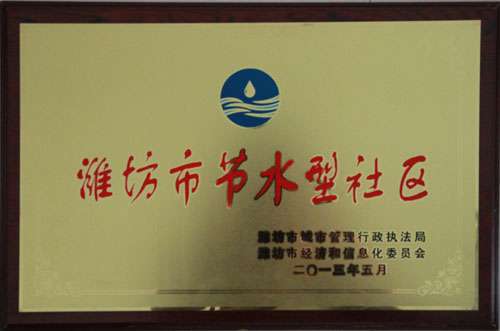 潍坊市节水型社区
潍坊市城市管理行政执法局
潍坊市经济和信息化委员会
二〇一三年五月